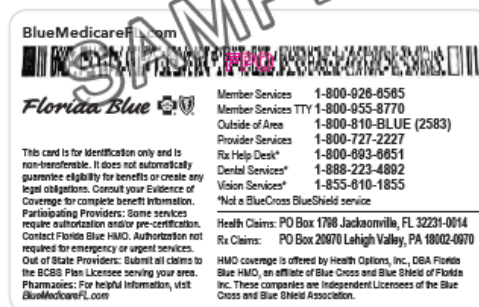 SAMPLE
BlueMedicareFL.com
FPO
Florida Blue
Member Services 1-800-926-6565
Member Services TTY 1-800-955-8770
Outside of Area 1-800-810-BLUE (2583)
Provider Services 1-800-727-2227
Rx Help Desk* 1-800-693-6651
Dental Services* 1-888-223-4892
Vision Services* 1-855-610-1855
*Not a BlueCross BlueShield service
This card is for identification only and is
non-transferable. It does not automatically
guarantee eligibility for benefits or create any
legal obligations. Consult your Evidence of
Coverage for complete benefit information.
Participating Providers: Some services
require authorization and/or pre-certification.
Contact Florida Blue HMO. Authorization not
required for emergency or urgent services.
Out of State Providers: Submit all claims to
the BCBS Plan Licensee serving your area.
Pharmacies: For helpful information, visit
BlueMedicareFL.com
Health Claims: PO Box 1798 Jacksonville, FL 32231-0014
Rx Claims: PO Box 20970 Lehigh Valley, PA 18002-0970
HMO coverage is offered by Health Options, Inc., DBA Florida
Blue HMO, an affiliate of Blue Cross and Blue Shield of Florida
Inc. These companies are Independent Licensees of the Blue
Cross and Blue Shield Association.